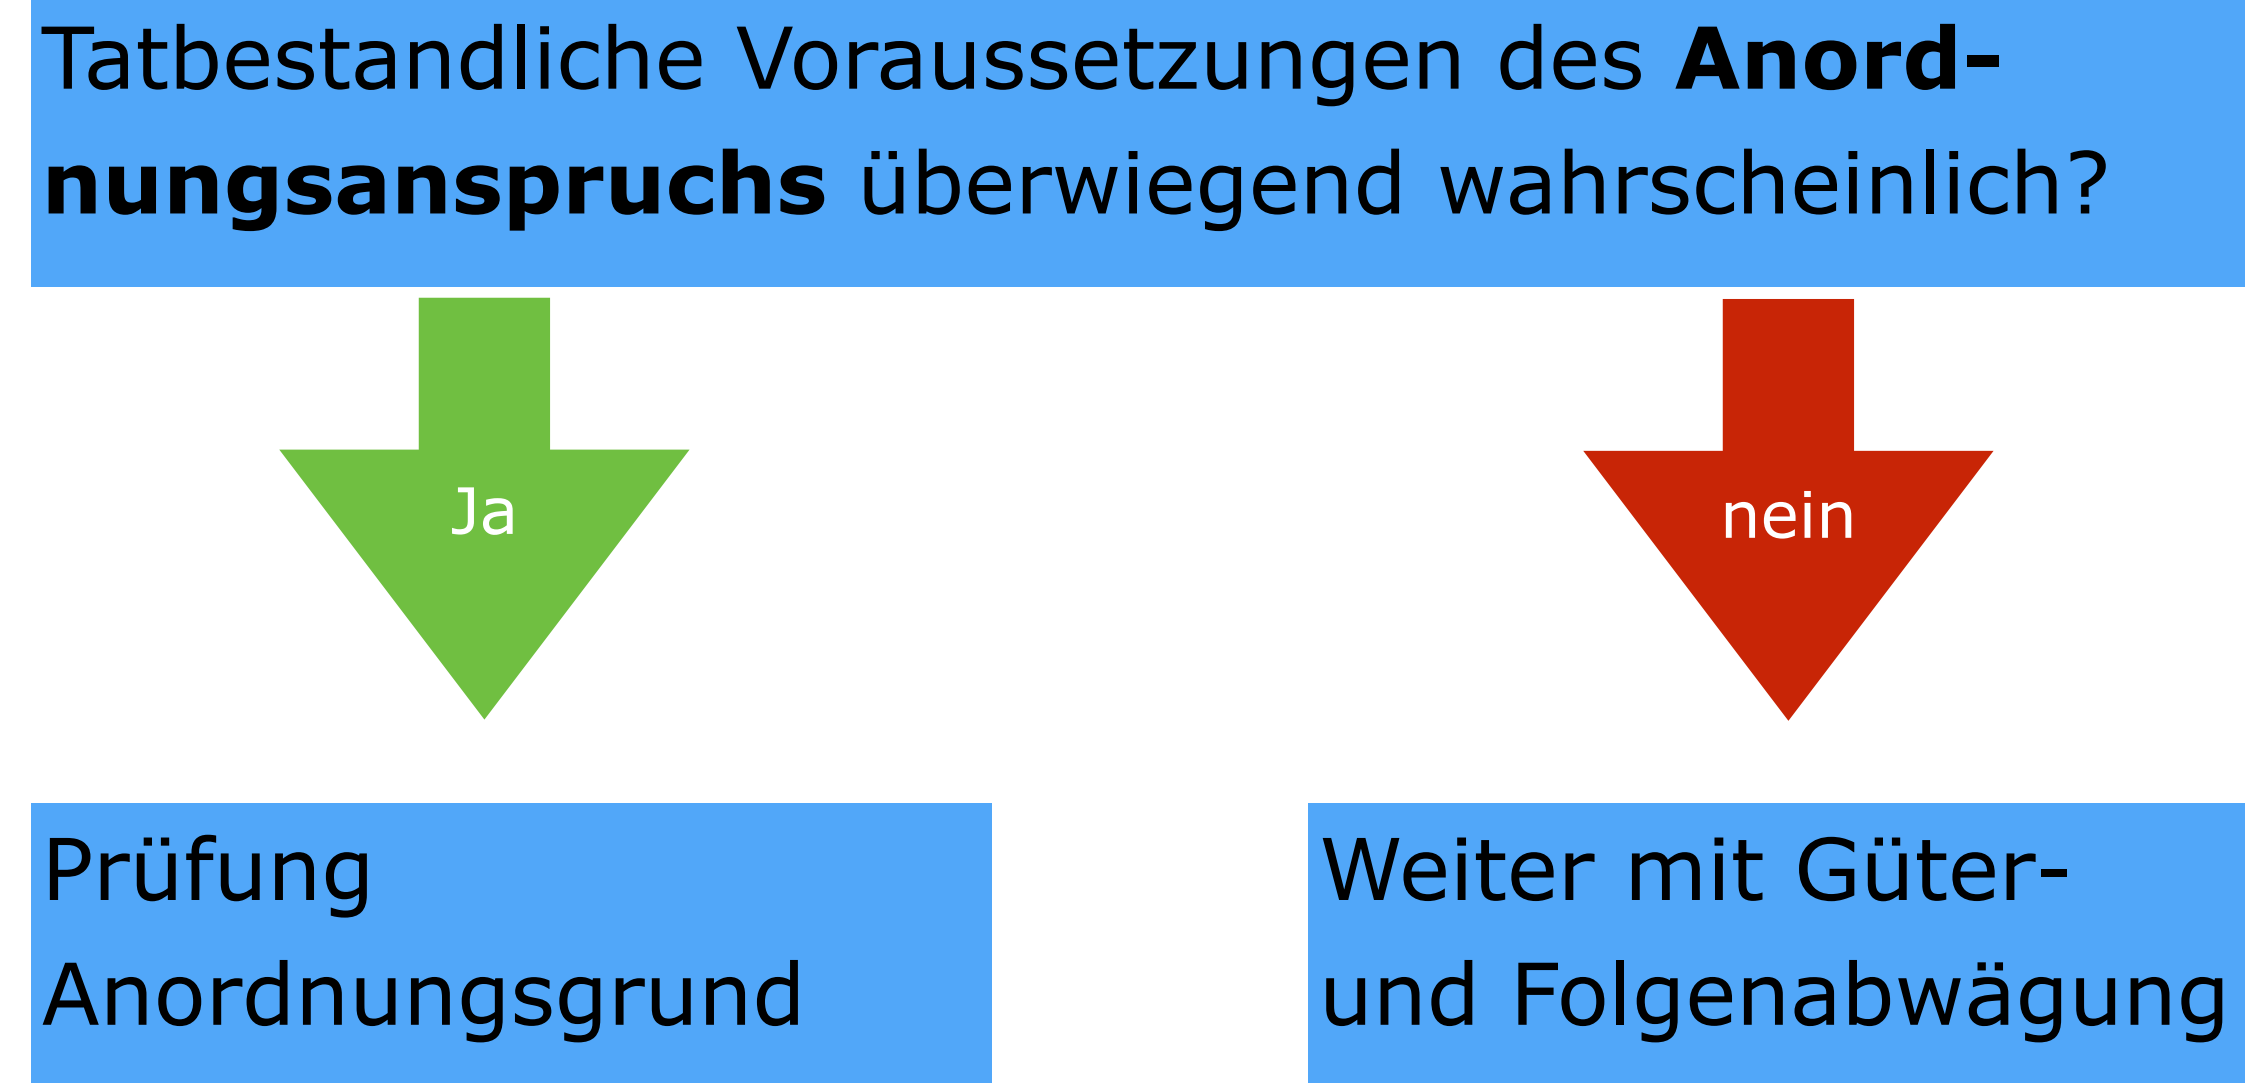 Tatbestandliche Voraussetzungen des Anord-
nungsanspruchs überwiegend wahrscheinlich?
Ja
nein
Prüfung
Anordnungsgrund
Weiter mit Güter-
und Folgenabwägung